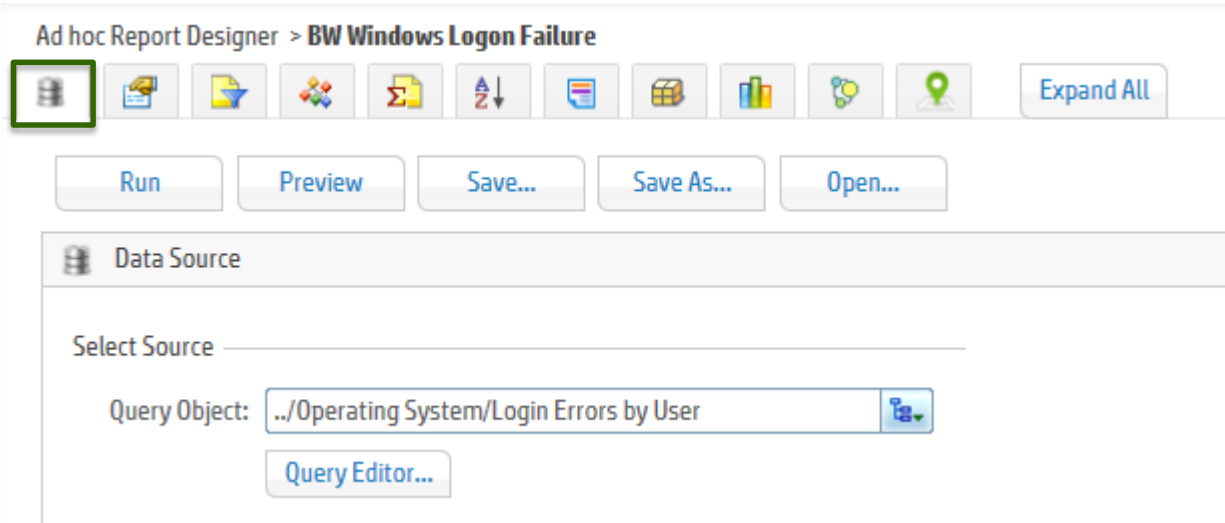 Ad hoc Report Designer > BW Windows Logon Failure
Expand All
Run Preview Save... Save As... Open...
Data Source
Select Source
Query Object: ../Operating System/Login Errors by User
Query Editor...